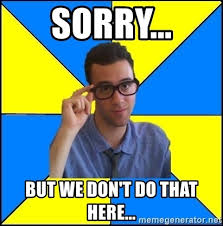 SORRY...
BUT WE DON'T DO THAT
HERE...
memegenerator.net